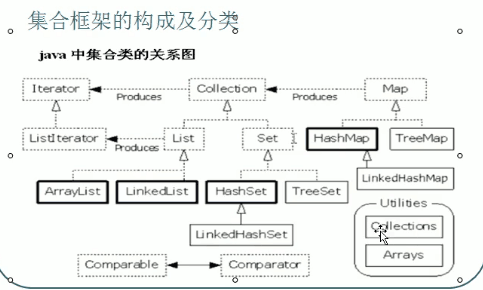 集合框架的构成及分类
java 中集合类的关系图
Iterator Collection Map
Produces Produces
ListIterator List Set HashMap TreeMap
Produces
ArrayList LinkedList HashSet TreeSet LinkedHashMap
Utilities
LinkedHashSet Collections
Comparable Comparator Arrays